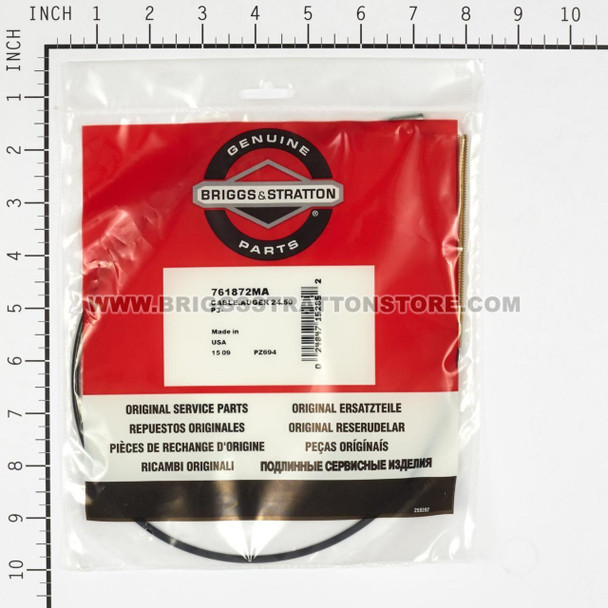 INCH 1 2 3 4 5 6 7 8 9 10
INCH 1 2 3 4 5 6 7 8 9 10
GENUINE
BRIGGS&STRATTON
®
PARTS
761872MA
CABLE,AUGER 24.50
WWW.BRIGGSSTRATTONSTORE.COM
Made in
USA
15 09 PZ694
ORIGINAL SERVICE PARTS ORIGINAL ERSATZTEILE
REPUESTOS ORIGINALES ORIGINAL RESERUDELAR
PIÈCES DE RECHANGE D'ORIGINE PEÇAS ORIGÍNAIS
RICAMBI ORIGINALI ПОДЛИННЫЕ СЕРВИСНЫЕ ИЗДЕЛИЯ